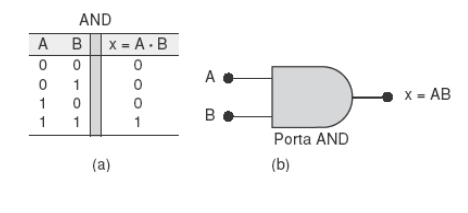 AND
A B x = A · B
0 0 0
0 1 0
1 0 0
1 1 1
(a)
A
B
x = AB
Porta AND
(b)